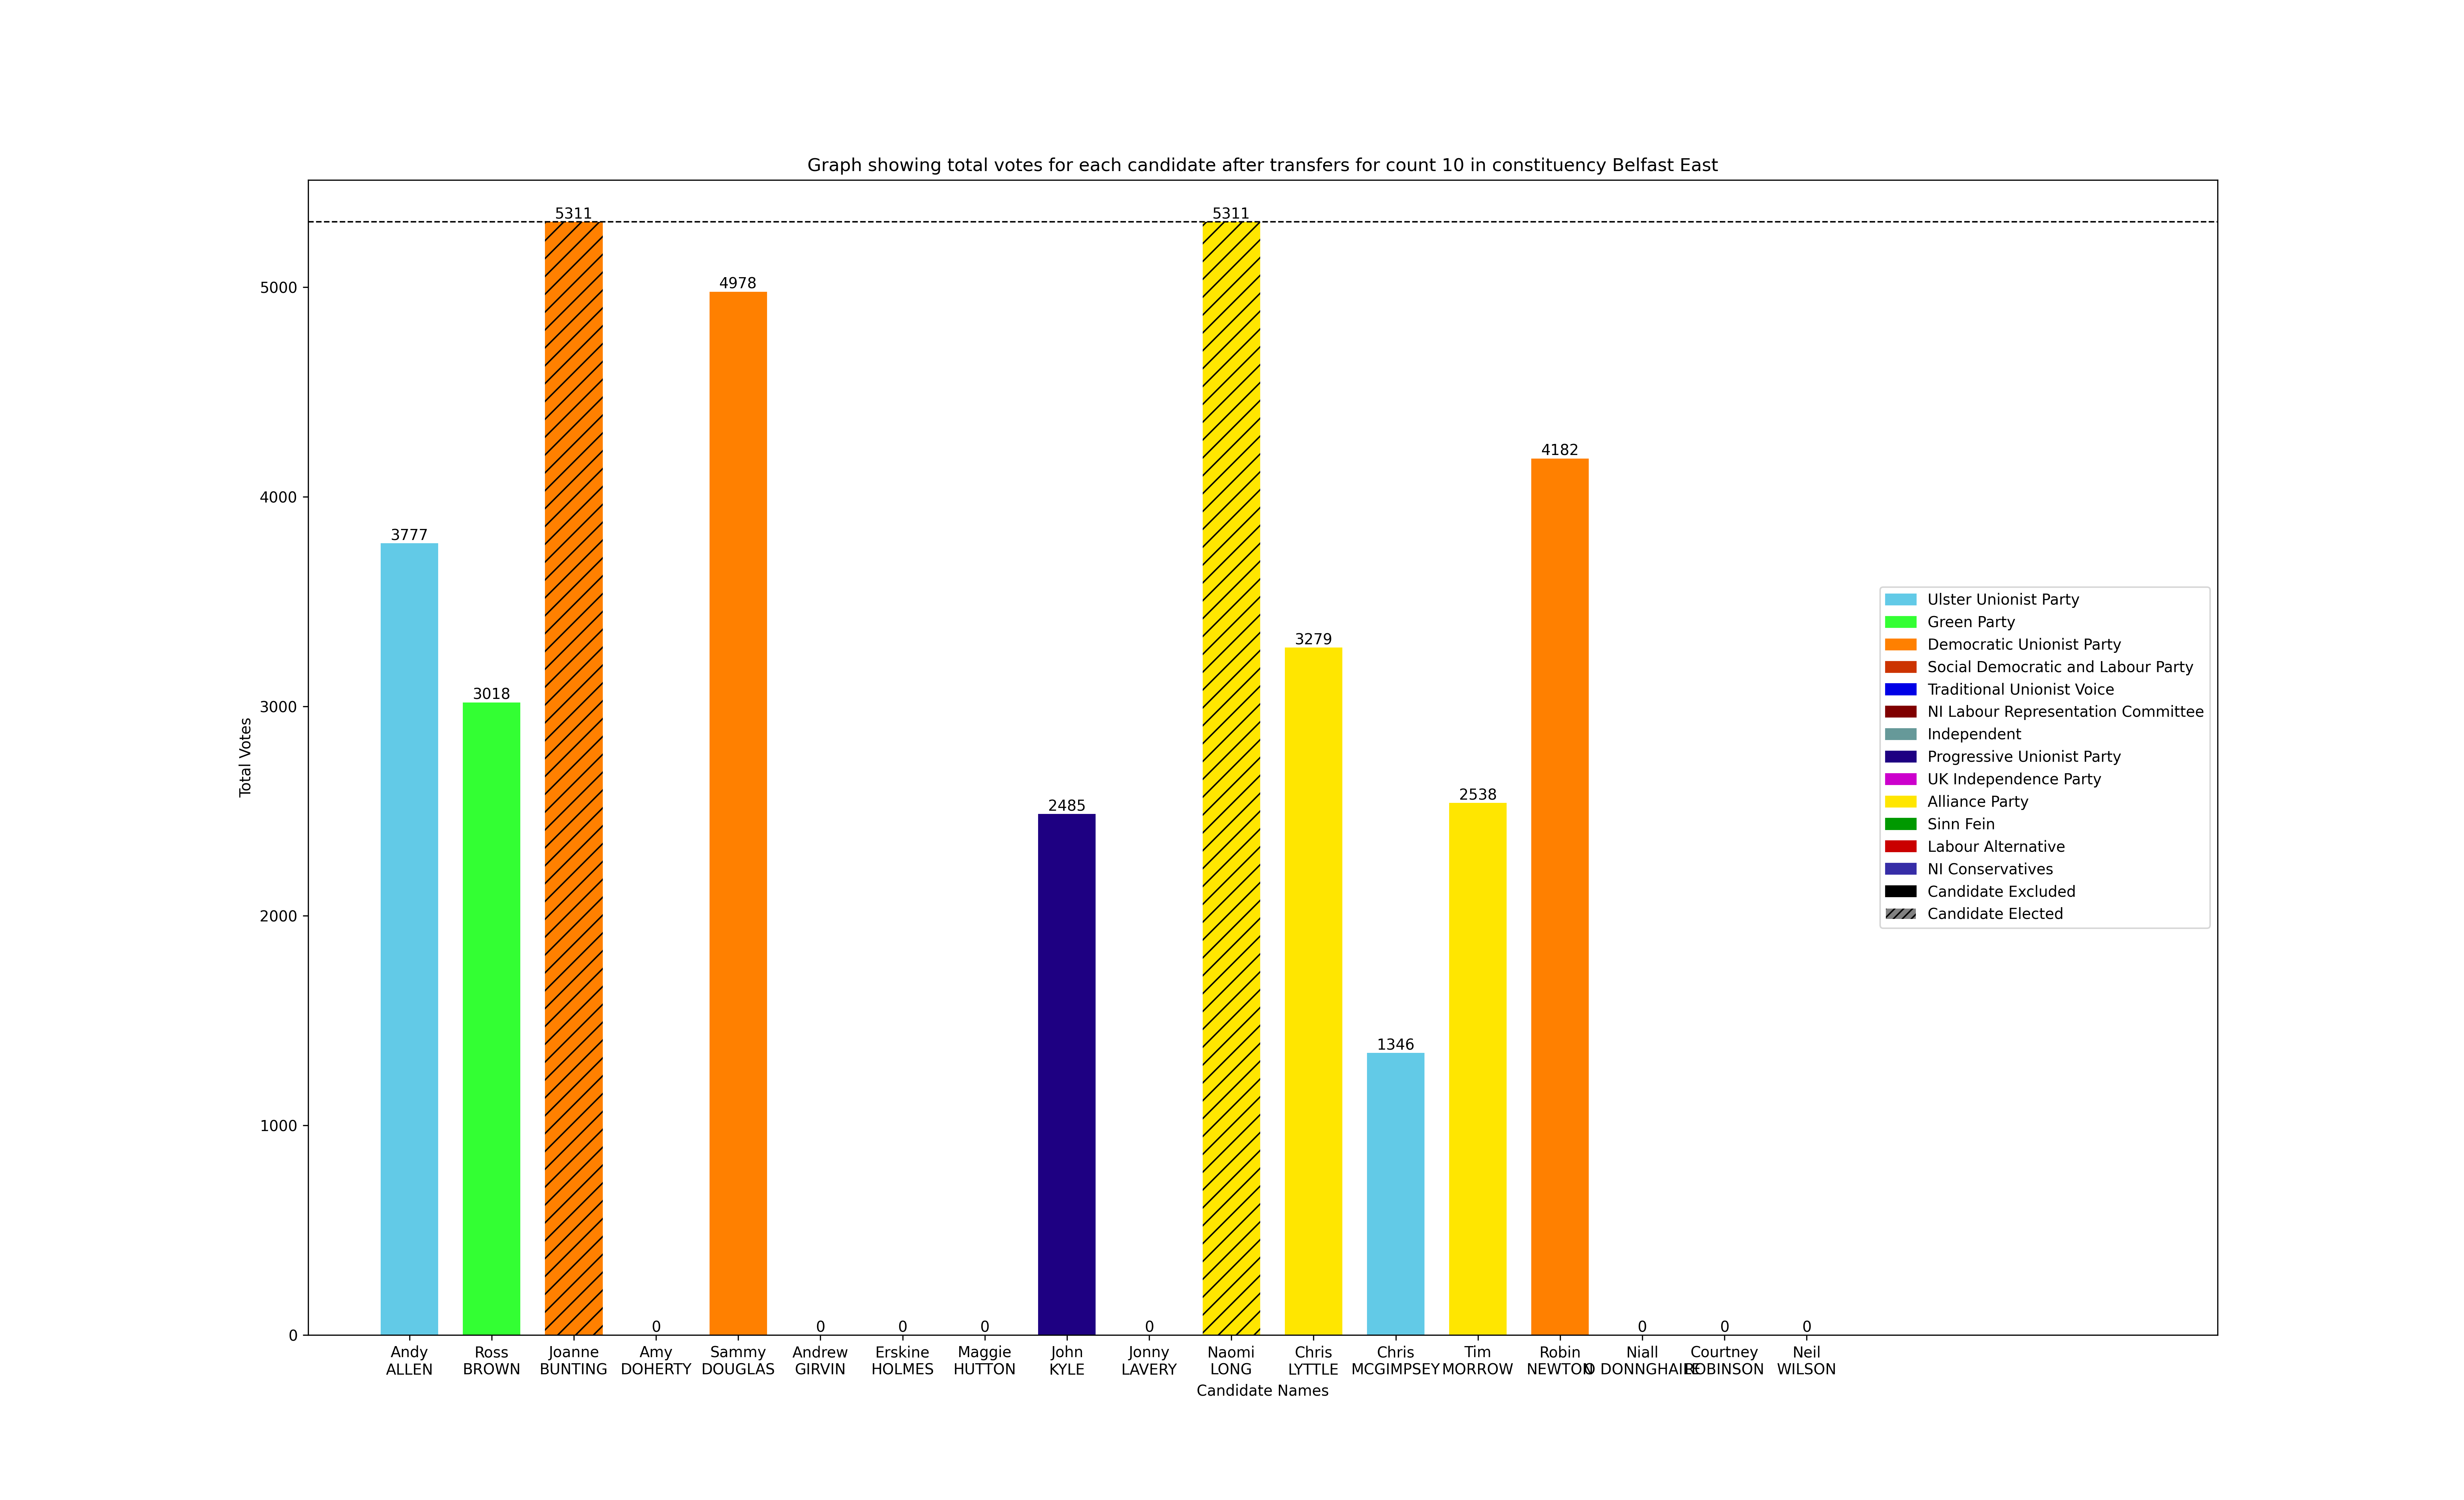 Graph showing total votes for each candidate after transfers for count 10 in constituency Belfast East
Total Votes
5000
4000
3000
2000
1000
0
3777
3018
5311
0
4978
0
0
0
2485
0
5311
3279
1346
2538
4182
0
0
0
Andy
ALLEN
Ross
BROWN
Joanne
BUNTING
Amy
DOHERTY
Sammy
DOUGLAS
Andrew
GIRVIN
Erskine
HOLMES
Maggie
HUTTON
John
KYLE
Jonny
LAVERY
Naomi
LONG
Chris
LYTTLE
Chris
MCGIMPSEY
Tim
MORROW
Robin
NEWTON
Niall
O DONNGHAILE
Courtney
ROBINSON
Neil
WILSON
Candidate Names
Ulster Unionist Party
Green Party
Democratic Unionist Party
Social Democratic and Labour Party
Traditional Unionist Voice
NI Labour Representation Committee
Independent
Progressive Unionist Party
UK Independence Party
Alliance Party
Sinn Fein
Labour Alternative
NI Conservatives
Candidate Excluded
Candidate Elected